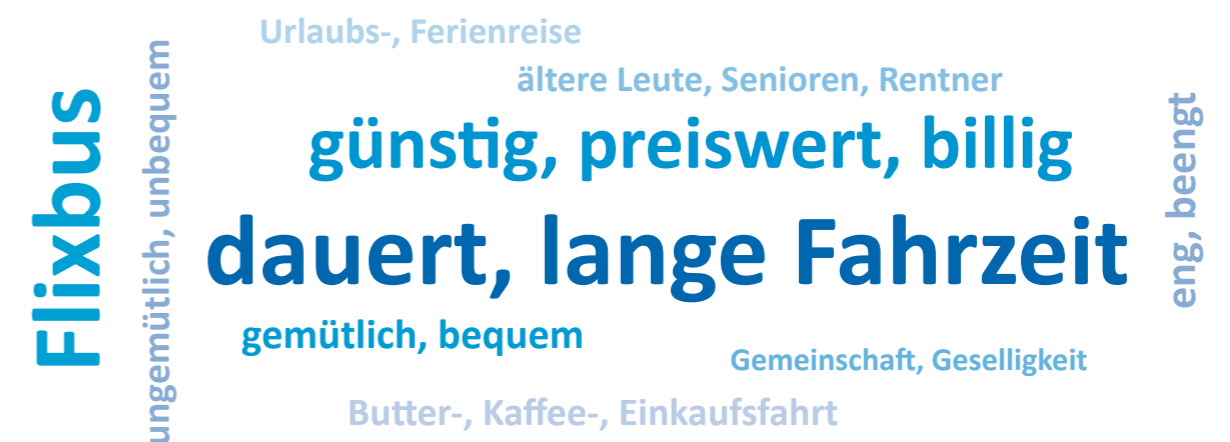 Urlaubs-, Ferienreise
ältere Leute, Senioren, Rentner
günstig, preiswert, billig
dauert, lange Fahrzeit
gemütlich, bequem
Gemeinschaft, Geselligkeit
Butter-, Kaffee-, Einkaufsfahrt
Flixbus
ungemütlich, unbequem
eng, beengt